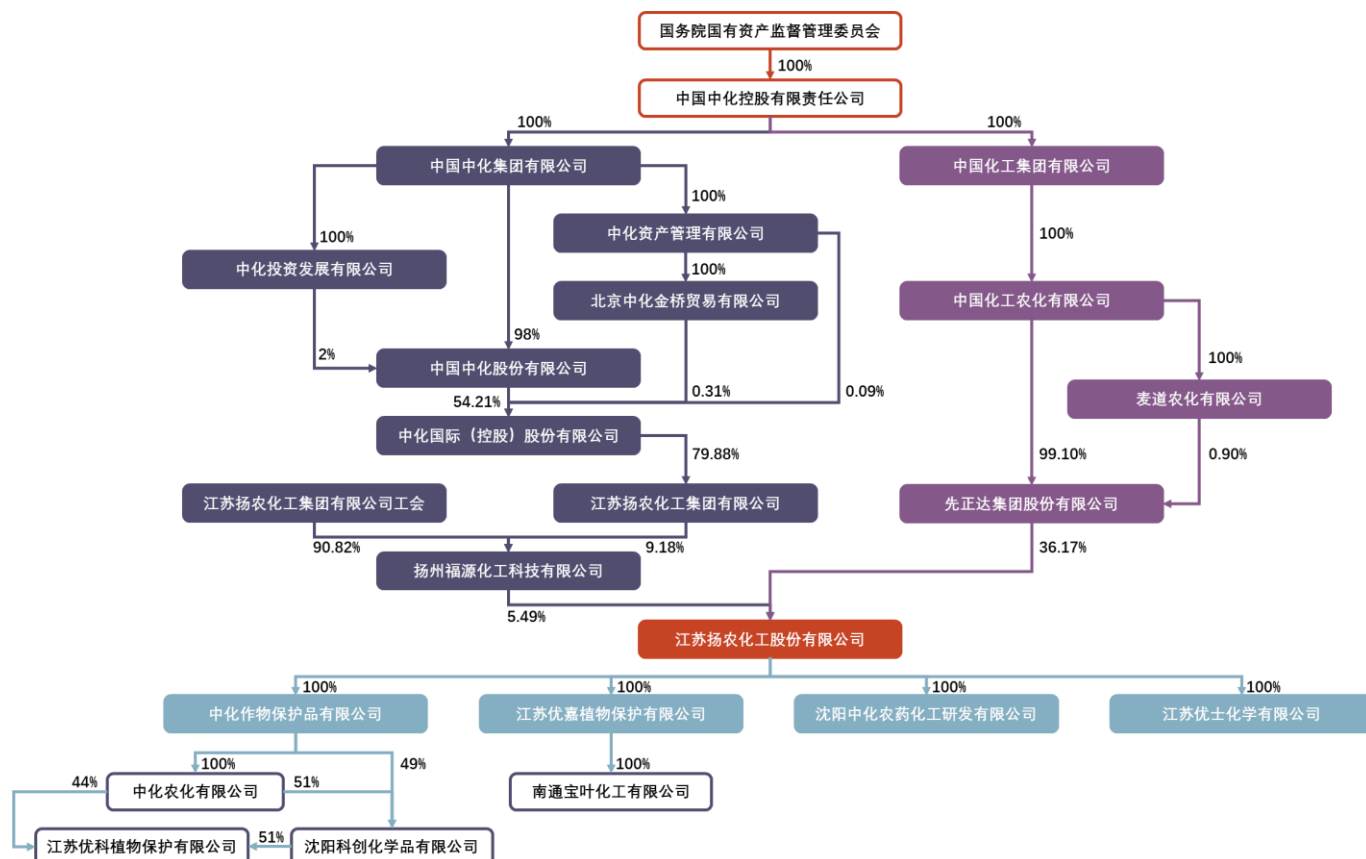 国务院国有资产监督管理委员会
100%
中国中化控股有限责任公司
100%
100%
中国中化集团有限公司
中国化工集团有限公司
100%
中化资产管理有限公司
100%
100%
中化投资发展有限公司
100%
北京中化金桥贸易有限公司
中国化工农化有限公司
98%
2%
100%
中国中化股份有限公司
0.31%
0.09%
54.21%
麦道农化有限公司
中化国际（控股）股份有限公司
79.88%
99.10%
0.90%
江苏扬农化工集团有限公司工会
江苏扬农化工集团有限公司
先正达集团股份有限公司
90.82%
9.18%
36.17%
扬州福源化工科技有限公司
5.49%
江苏扬农化工股份有限公司
100%
100%
100%
100%
中化作物保护品有限公司
江苏优嘉植物保护有限公司
沈阳中化农药化工研发有限公司
江苏优士化学有限公司
100%
49%
100%
44%
中化农化有限公司
51%
南通宝叶化工有限公司
江苏优科植物保护有限公司
51%
沈阳科创化学品有限公司